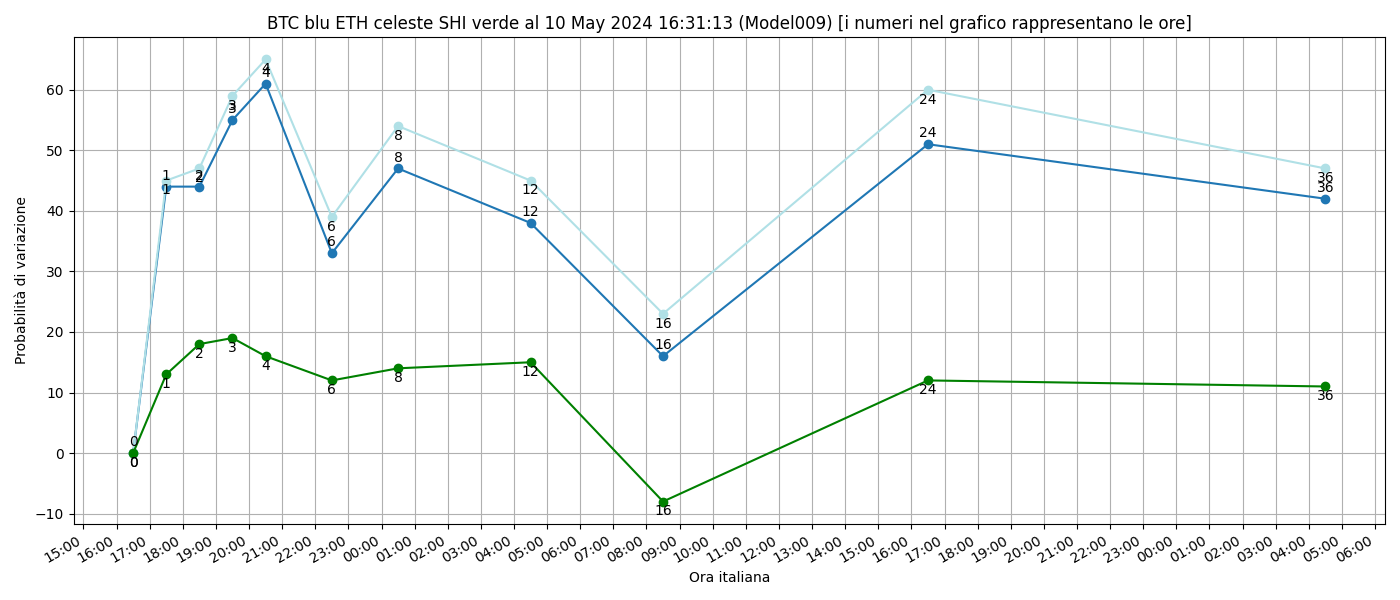 BTC blu ETH celeste SHI verde al 10 May 2024 16:31:13 (Model009) [i numeri nel grafico rappresentano le ore]
Probabilità di variazione
60
50
40
30
20
10
0
−10
0 1 2 3 4 6 8 12 16 24 36
0 1 2 3 4 6 8 12 16 24 36
0 1 2 3 4 6 8 12 16 24 36
15:00 16:00 17:00 18:00 19:00 20:00 21:00 22:00 23:00 00:00 01:00 02:00 03:00 04:00 05:00 06:00 07:00 08:00 09:00 10:00 11:00 12:00 13:00 14:00 15:00 16:00 17:00 18:00 19:00 20:00 21:00 22:00 23:00 00:00 01:00 02:00 03:00 04:00 05:00 06:00
Ora italiana